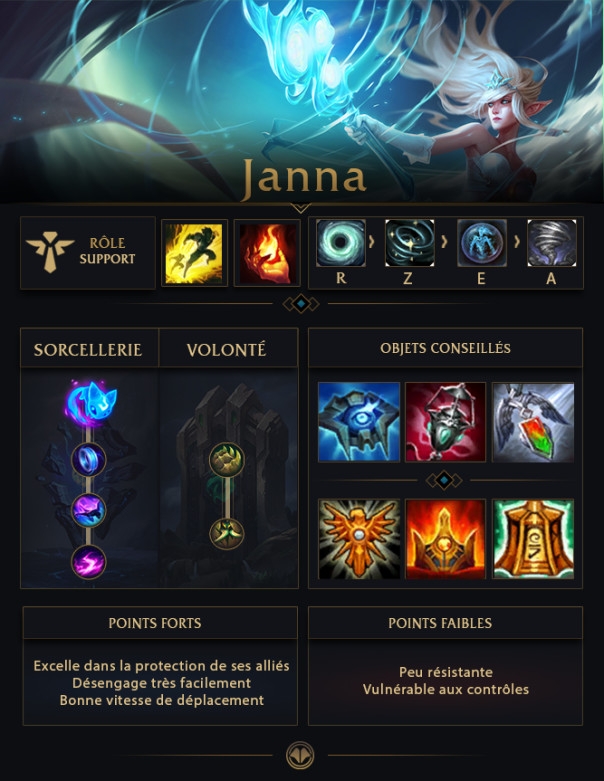 Janna
RÔLE
SUPPORT
R
Z
E
A
SORCELLERIE
VOLONTÉ
OBJETS CONSEILLÉS
POINTS FORTS
Excelle dans la protection de ses alliés
Désengage très facilement
Bonne vitesse de déplacement
POINTS FAIBLES
Peu résistante
Vulnérable aux contrôles